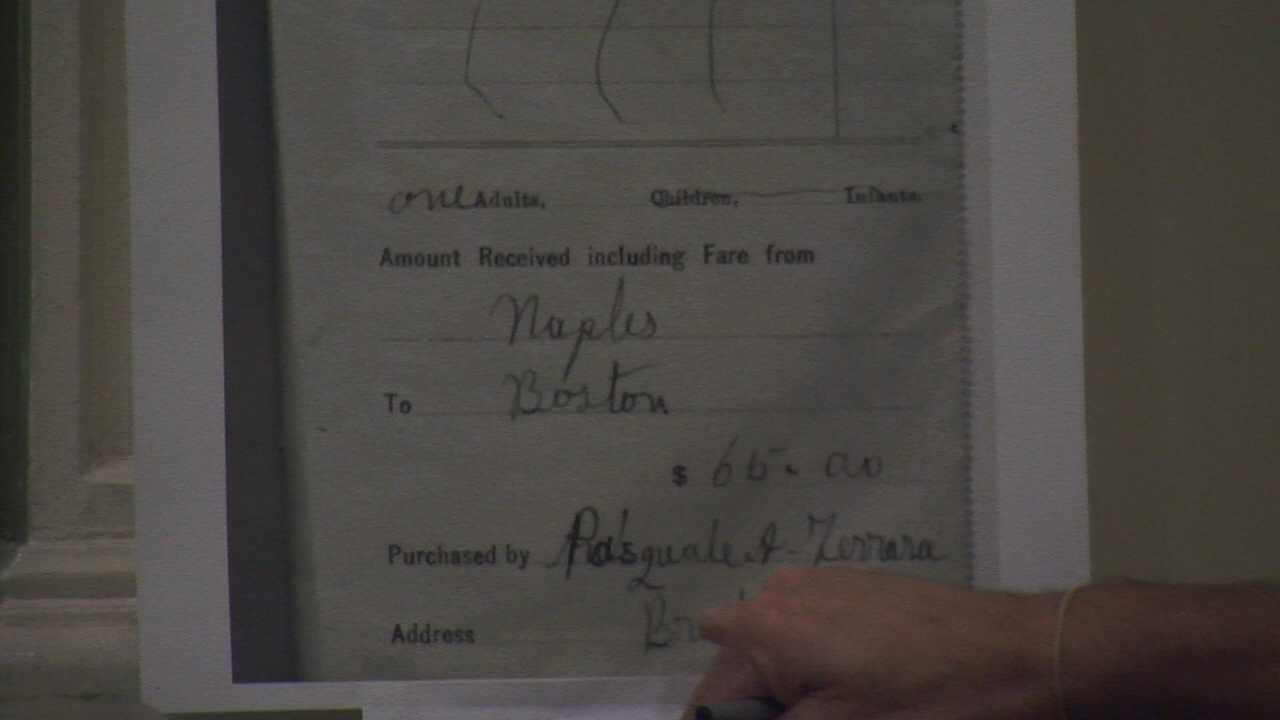 one Adults, Children, Infants.
Amount Received including Fare from
Naples
To Boston
$ 65.00
Purchased by Pasquale A. Ferrara
Address